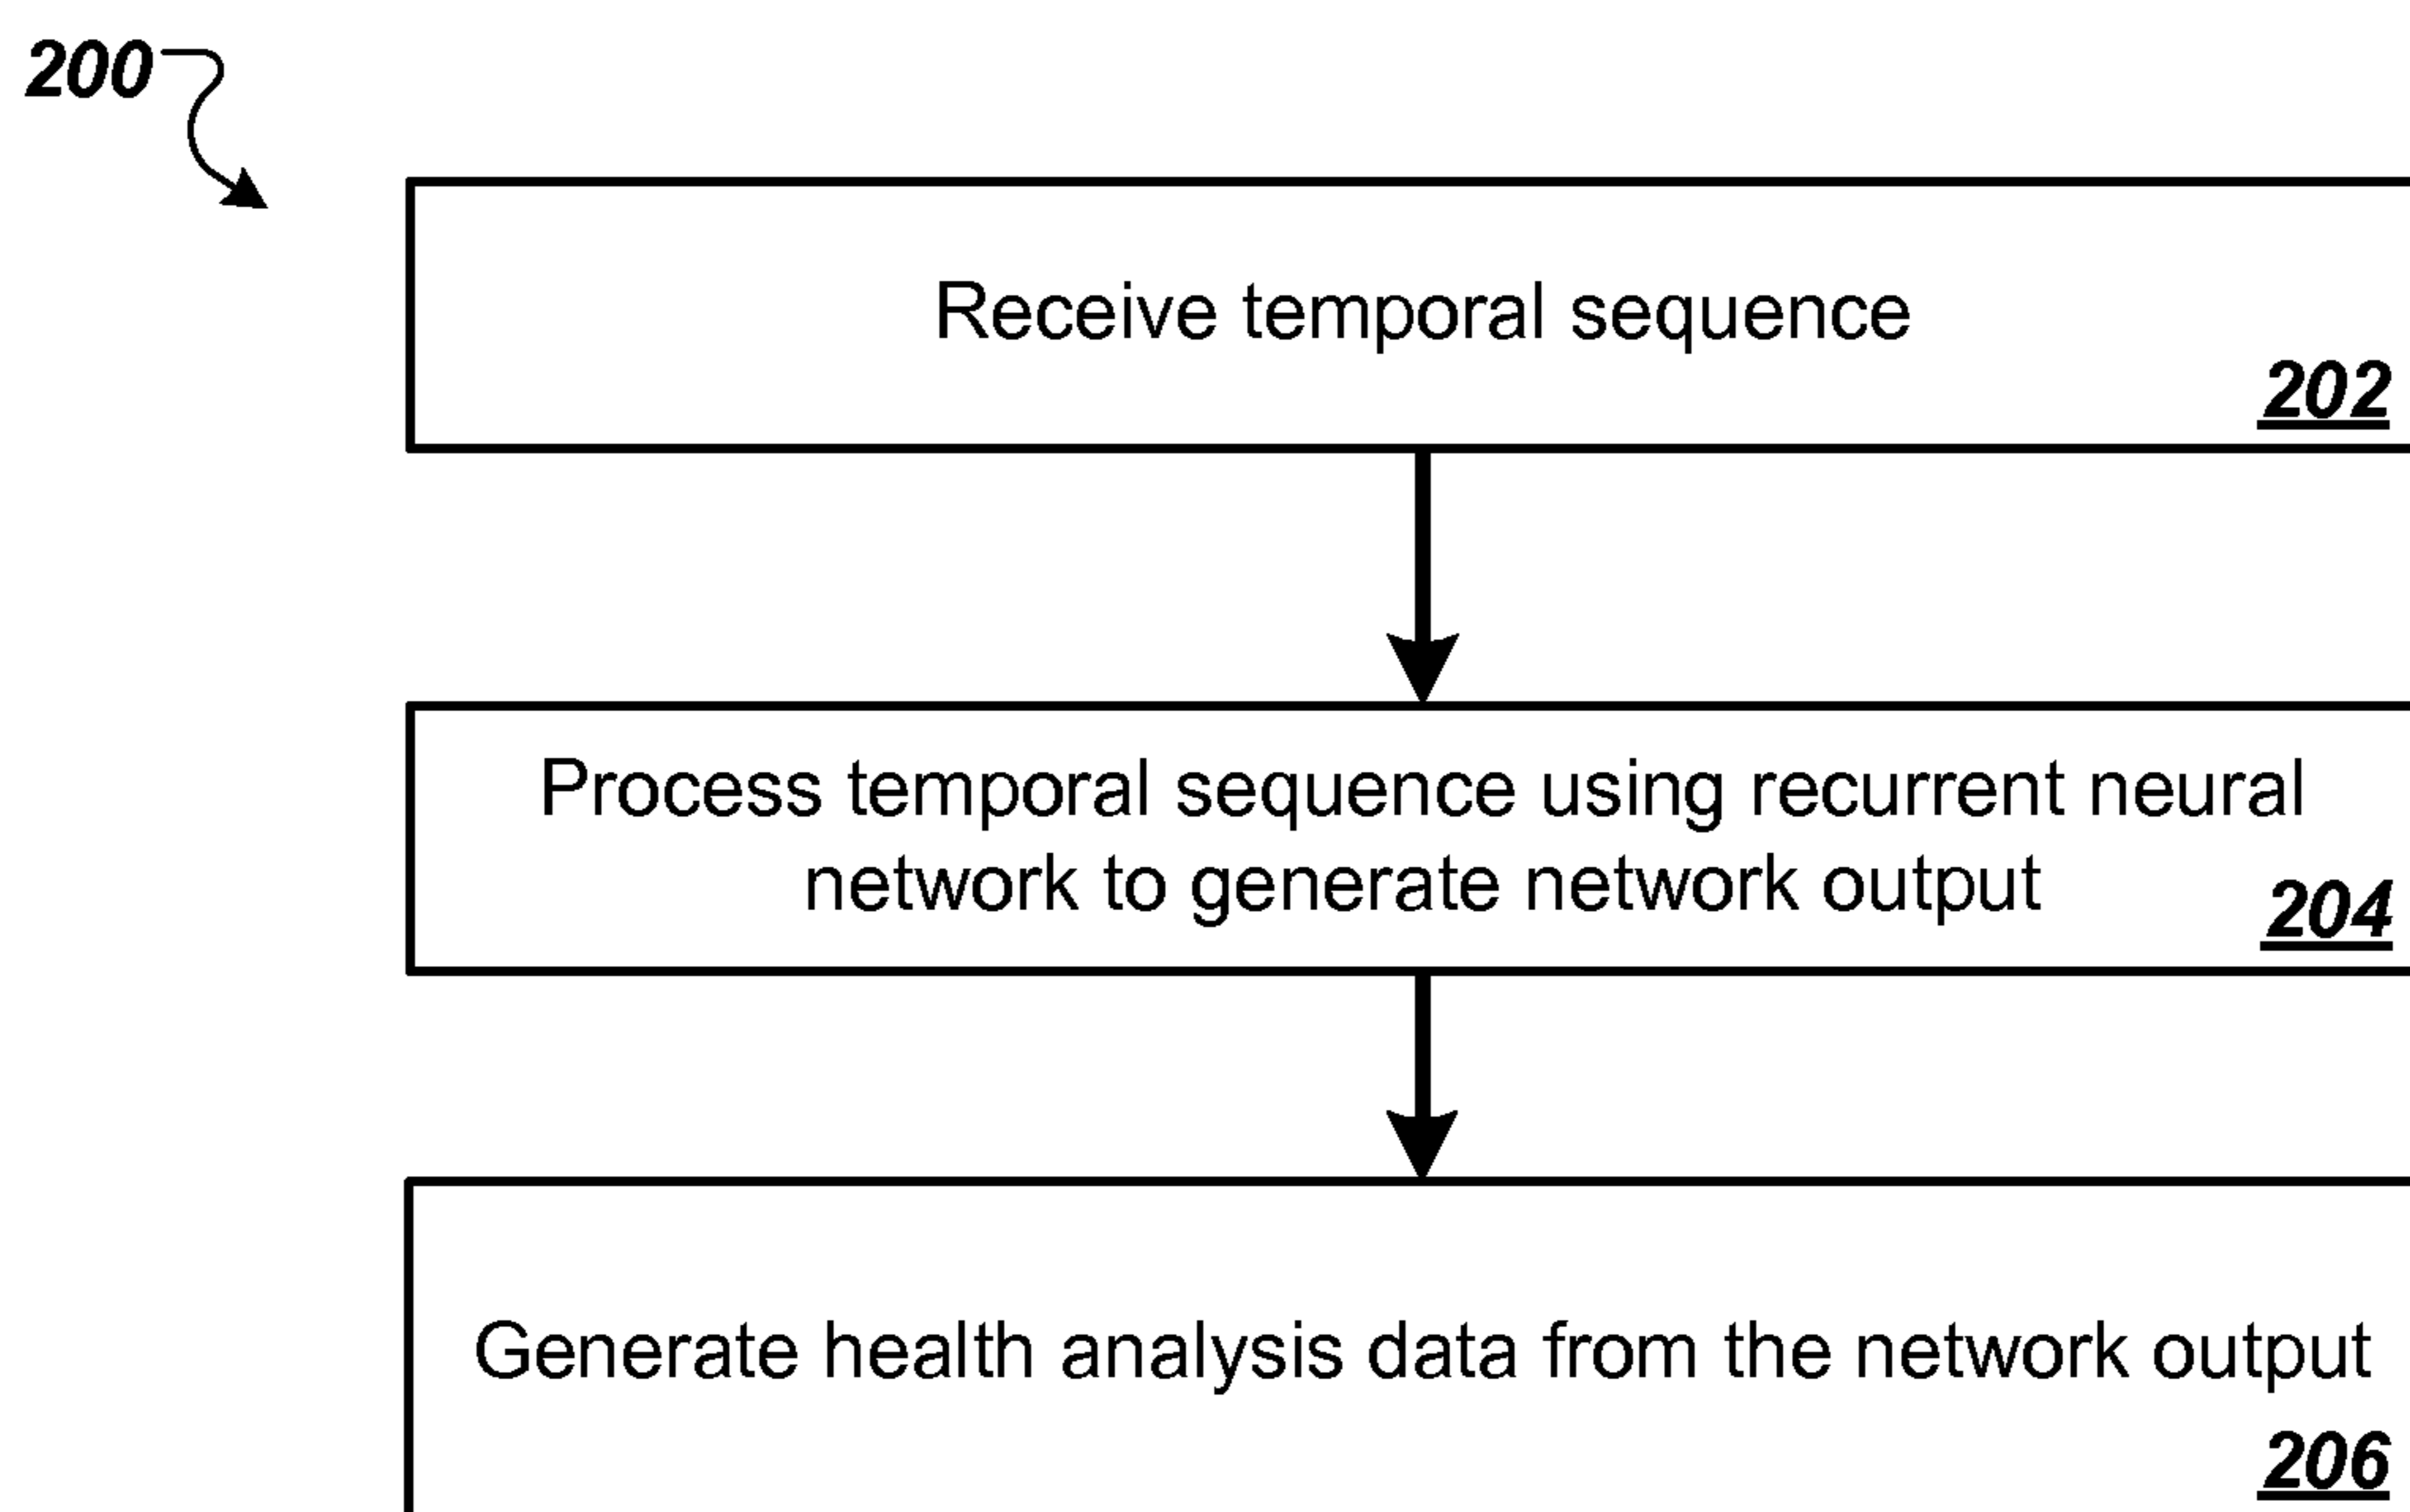 200
Receive temporal sequence
202
Process temporal sequence using recurrent neural
network to generate network output
204
Generate health analysis data from the network output
206